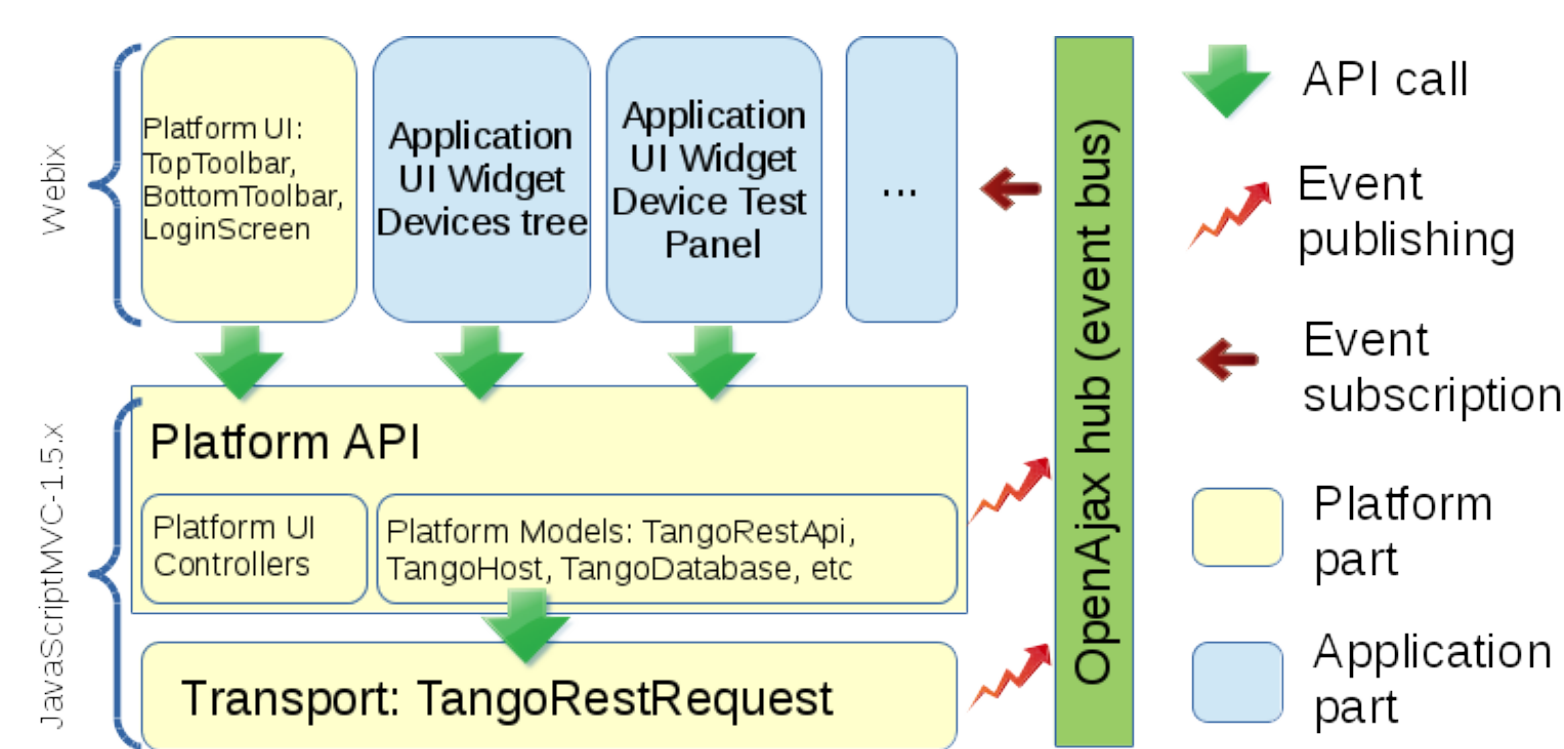 Webix
Platform UI:
TopToolbar,
BottomToolbar,
LoginScreen
Application
UI Widget
Devices tree
Application
UI Widget
Device Test
Panel
...
JavaScriptMVC-1.5.x
Platform API
Platform UI
Controllers
Platform Models: TangoRestApi,
TangoHost, TangoDatabase, etc
Transport: TangoRestRequest
OpenAjax hub (event bus)
API call
Event
publishing
Event
subscription
Platform
part
Application
part